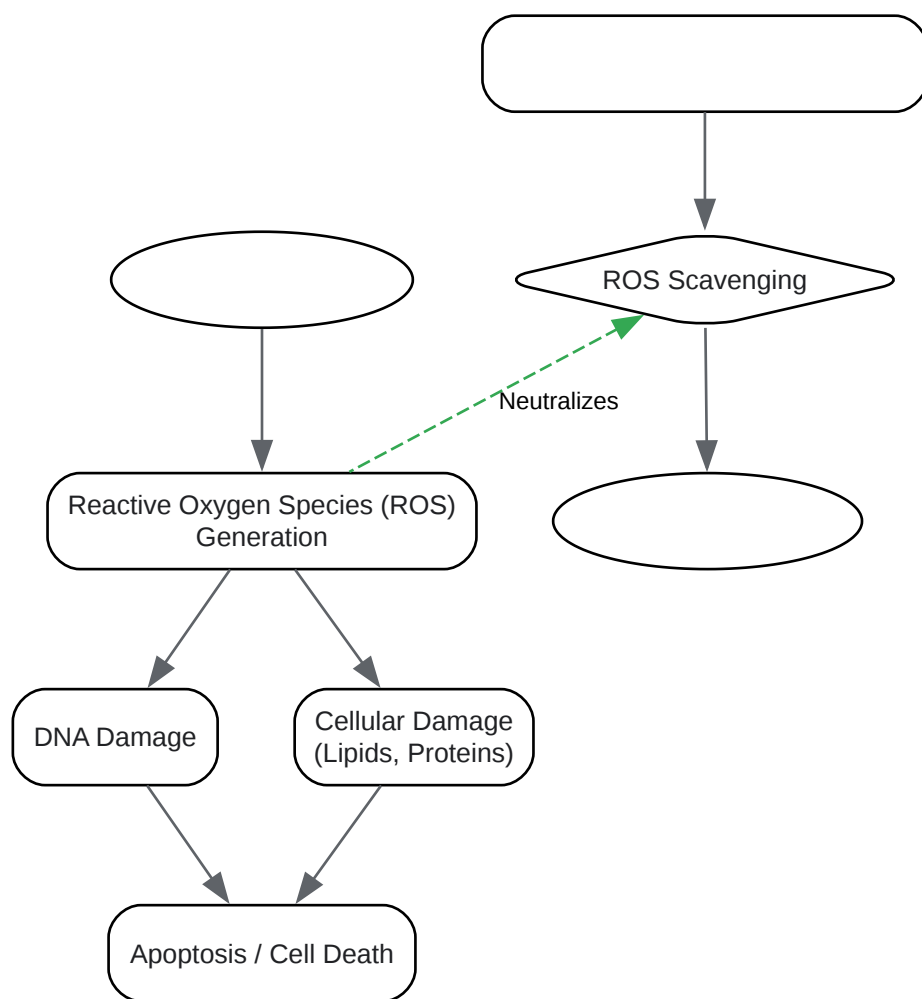 ROS Scavenging
Neutralizes
Reactive Oxygen Species (ROS)
Generation
DNA Damage
Cellular Damage
(Lipids, Proteins)
Apoptosis / Cell Death